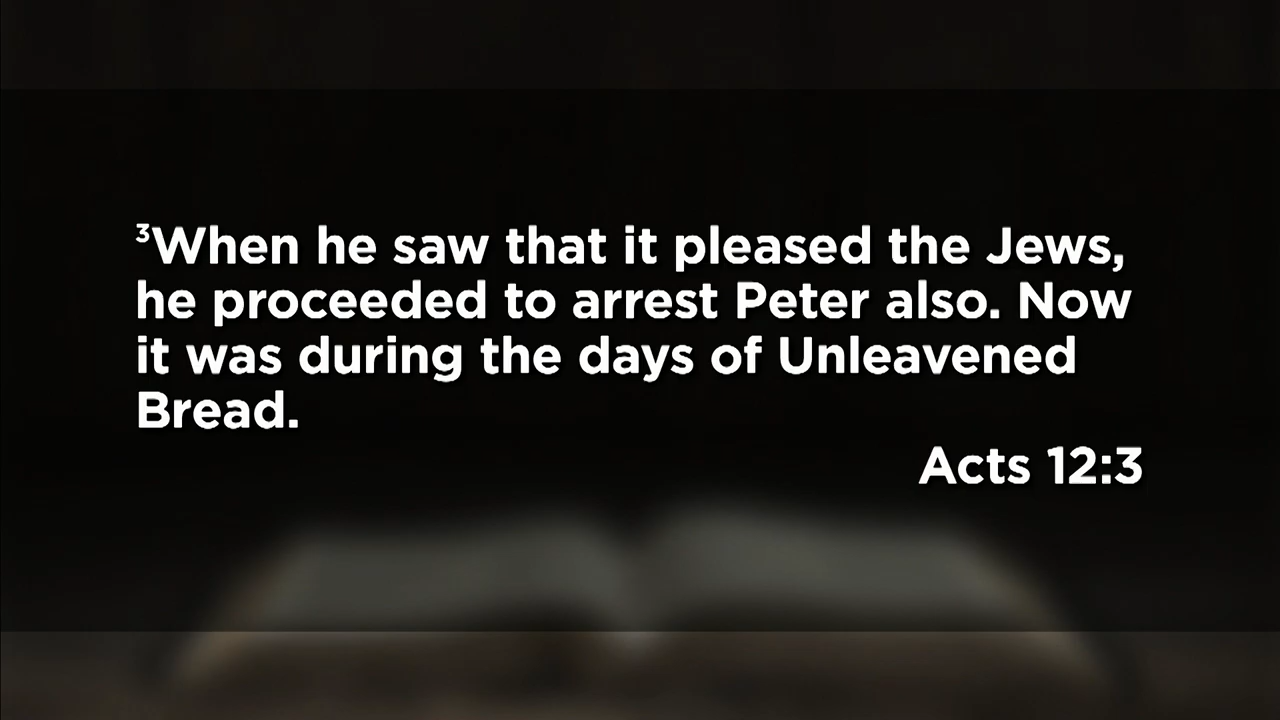 ³When he saw that it pleased the Jews,
he proceeded to arrest Peter also. Now
it was during the days of Unleavened
Bread.
Acts 12:3